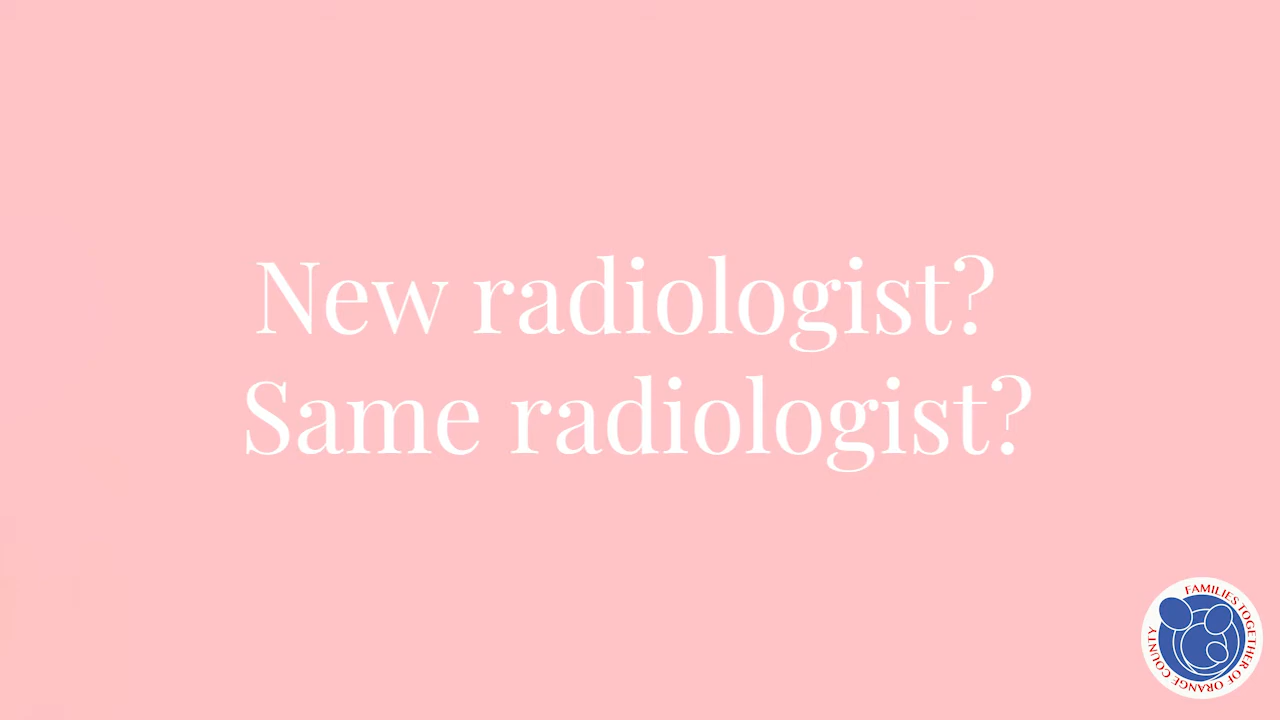 New radiologist?
Same radiologist?
FAMILIES TOGETHER OF ORANGE COUNTY